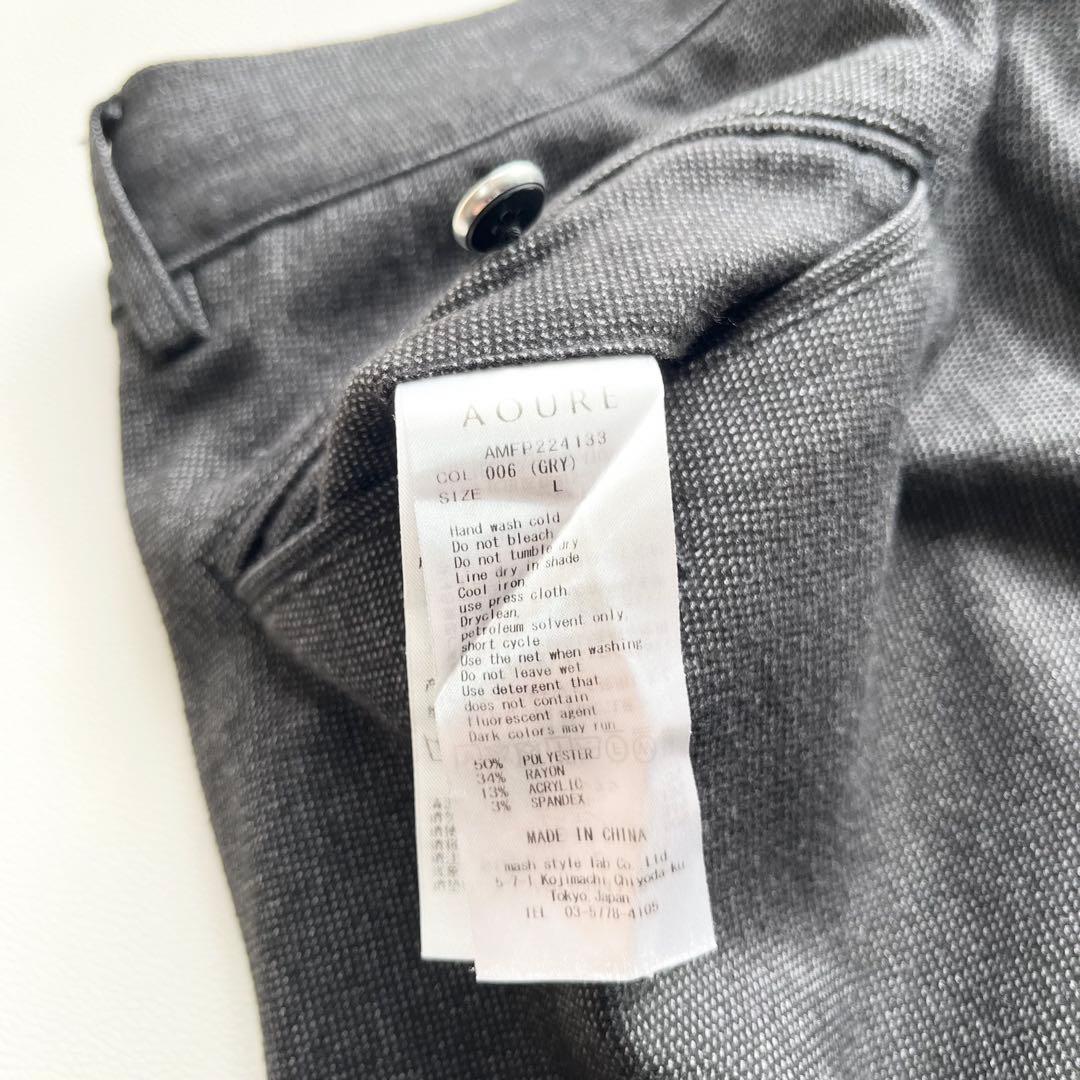 AOURE
AMFP224133
COL 006 (GRY)
SIZE L
Hand wash cold
Do not bleach
Do not tumble dry
Line dry in shade
Cool iron
use press cloth
Dryclean,
petroleum solvent only,
short cycle
Use the net when washing
Do not leave wet
Use detergent that
does not contain
fluorescent agent
Dark colors may run
50% POLYESTER
34% RAYON
13% ACRYLIC
3% SPANDEX
MADE IN CHINA
mash style lab Co. Ltd
5-7-1 Kojimachi, Chiyoda-ku
Tokyo, Japan
TEL 03-5778-4105